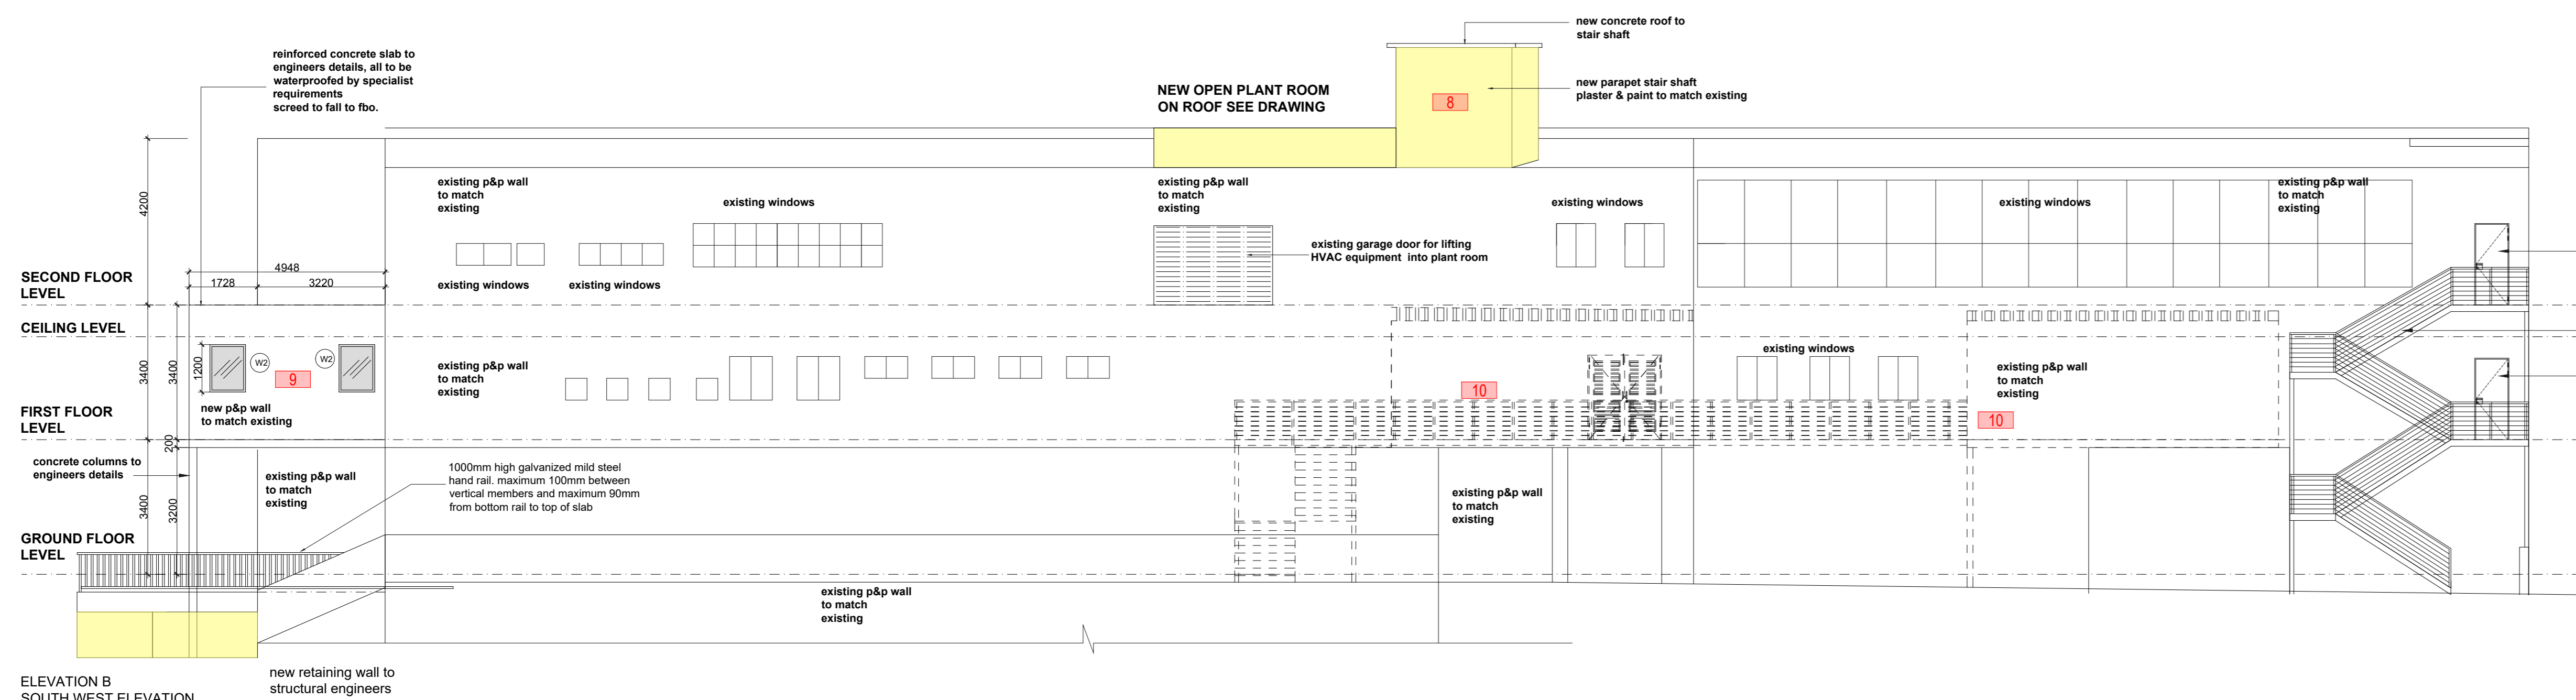 new concrete roof to
stair shaft
reinforced concrete slab to
engineers details, all to be
waterproofed by specialist
requirements
screed to fall to fbo.
NEW OPEN PLANT ROOM
ON ROOF SEE DRAWING
new parapet stair shaft
plaster & paint to match existing
8
existing p&p wall
to match
existing
existing windows
existing p&p wall
to match
existing
existing windows
existing windows
existing p&p wall
to match
existing
4200
existing garage door for lifting
HVAC equipment into plant room
4948
1728
3220
existing windows
existing windows
SECOND FLOOR
LEVEL
CEILING LEVEL
3400
3400
1200
W2
W2
9
existing p&p wall
to match
existing
existing windows
existing p&p wall
to match
existing
10
10
new p&p wall
to match existing
FIRST FLOOR
LEVEL
200
concrete columns to
engineers details
existing p&p wall
to match
existing
1000mm high galvanized mild steel
hand rail. maximum 100mm between
vertical members and maximum 90mm
from bottom rail to top of slab
existing p&p wall
to match
existing
3400
3200
GROUND FLOOR
LEVEL
existing p&p wall
to match
existing
new retaining wall to
structural engineers
ELEVATION B
SOUTH WEST ELEVATION